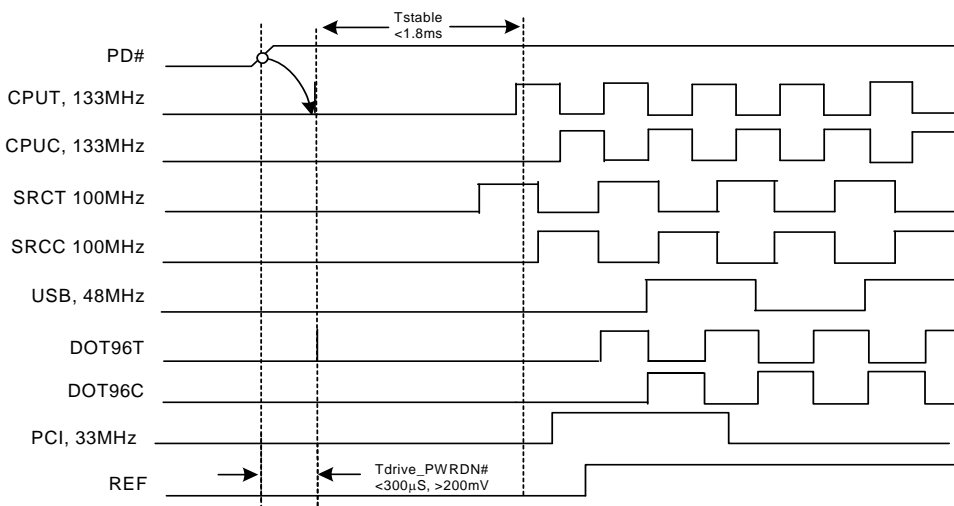 Tstable
<1.8ms
PD#
CPUT, 133MHz
CPUC, 133MHz
SRCT 100MHz
SRCC 100MHz
USB, 48MHz
DOT96T
DOT96C
PCI, 33MHz
Tdrive_PWRDN#
<300µS, >200mV
REF